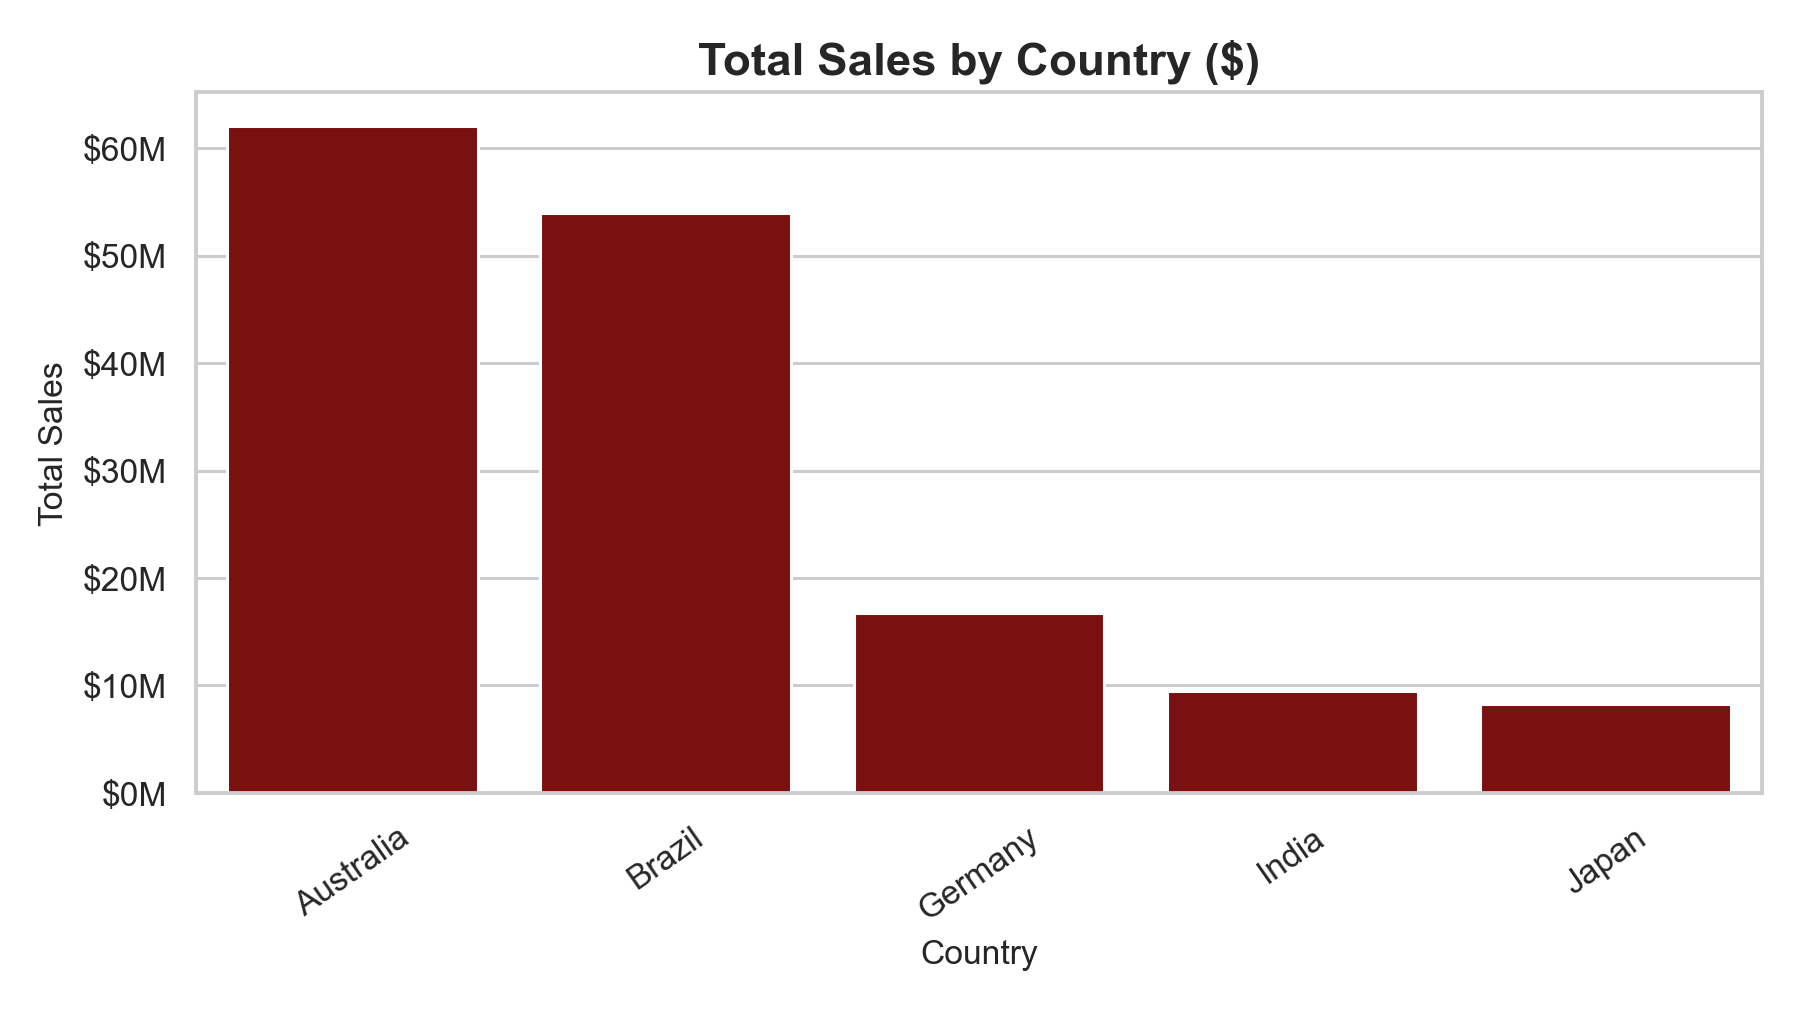 Total Sales by Country ($)
$60M
$50M
$40M
$30M
$20M
$10M
$0M
Total Sales
Australia
Brazil
Germany
India
Japan
Country